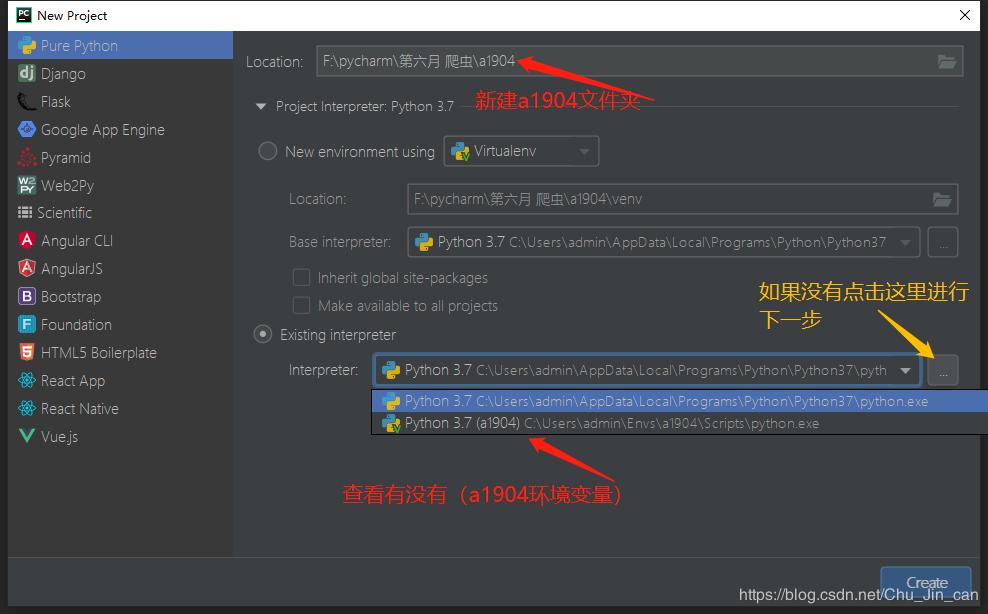 New Project
Pure Python
Django
Flask
Google App Engine
Pyramid
Web2Py
Scientific
Angular CLI
AngularJS
Bootstrap
Foundation
HTML5 Boilerplate
React App
React Native
Vue.js
Location: F:\pycharm\第六月 爬虫\a1904
新建a1904文件夹
Project Interpreter: Python 3.7
New environment using Virtualenv
Location: F:\pycharm\第六月 爬虫\a1904\venv
Base interpreter: Python 3.7 C:\Users\admin\AppData\Local\Programs\Python\Python37 ...
Inherit global site-packages
Make available to all projects
如果没有点击这里进行
下一步
Existing interpreter
Interpreter: Python 3.7 C:\Users\admin\AppData\Local\Programs\Python\Python37\pyth ...
Python 3.7 C:\Users\admin\AppData\Local\Programs\Python\Python37\python.exe
Python 3.7 (a1904) C:\Users\admin\Envs\a1904\Scripts\python.exe
查看有没有（a1904环境变量）
Create
https://blog.csdn.net/Chu_Jin_can